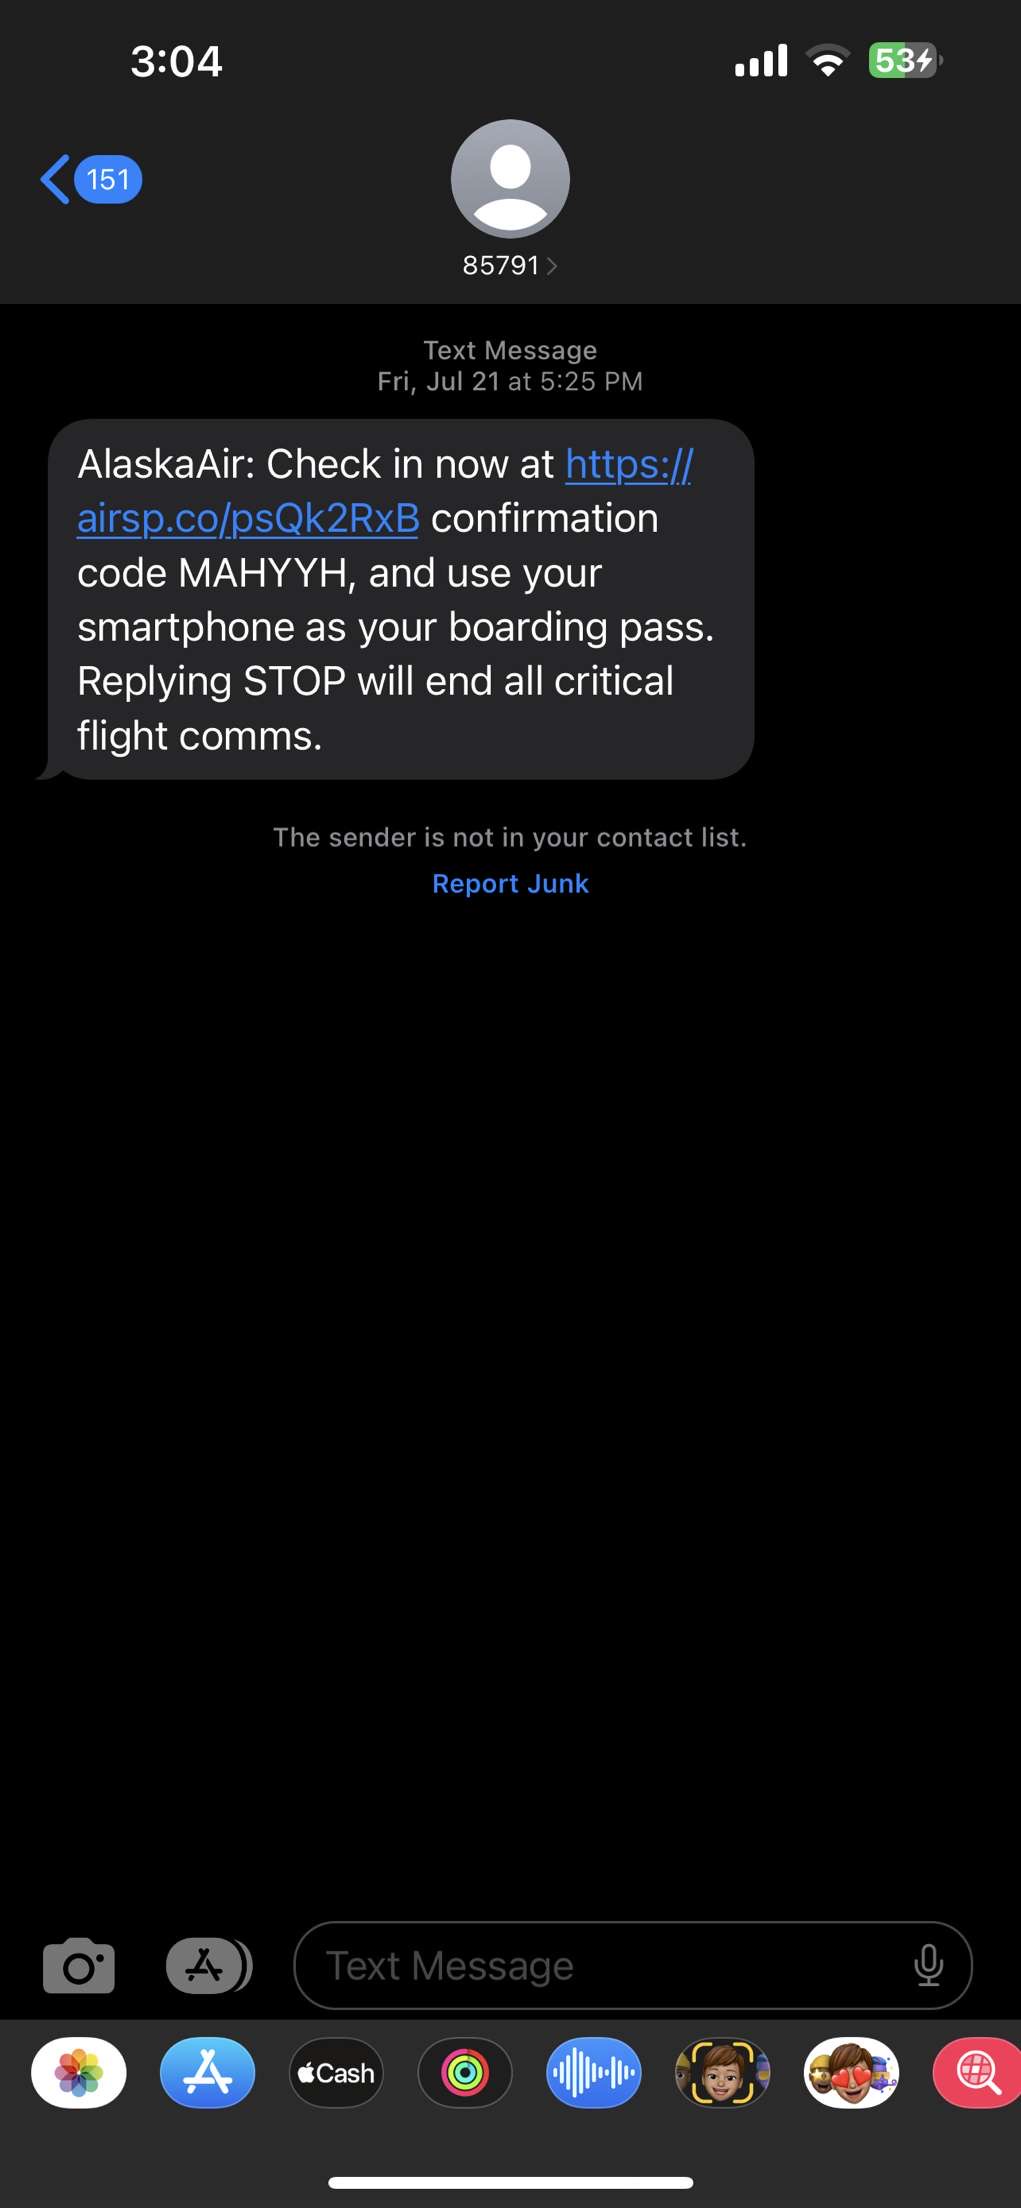 3:04
53
151
85791
Text Message
Fri, Jul 21 at 5:25 PM
AlaskaAir: Check in now at https://
airsp.co/psQk2RxB confirmation
code MAHYYH, and use your
smartphone as your boarding pass.
Replying STOP will end all critical
flight comms.
The sender is not in your contact list.
Report Junk
Text Message
Cash